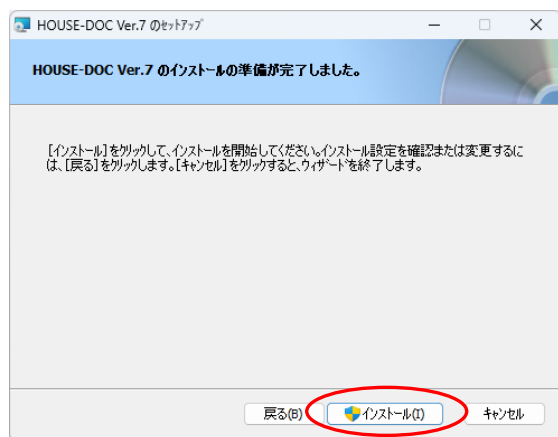 HOUSE-DOC Ver.7 のセットアップ
HOUSE-DOC Ver.7 のインストールの準備が完了しました。
[インストール]をクリックして、インストールを開始してください。インストール設定を確認または変更するに
は、[戻る]をクリックします。[キャンセル]をクリックすると、ウィザードを終了します。
戻る(B) インストール(I) キャンセル